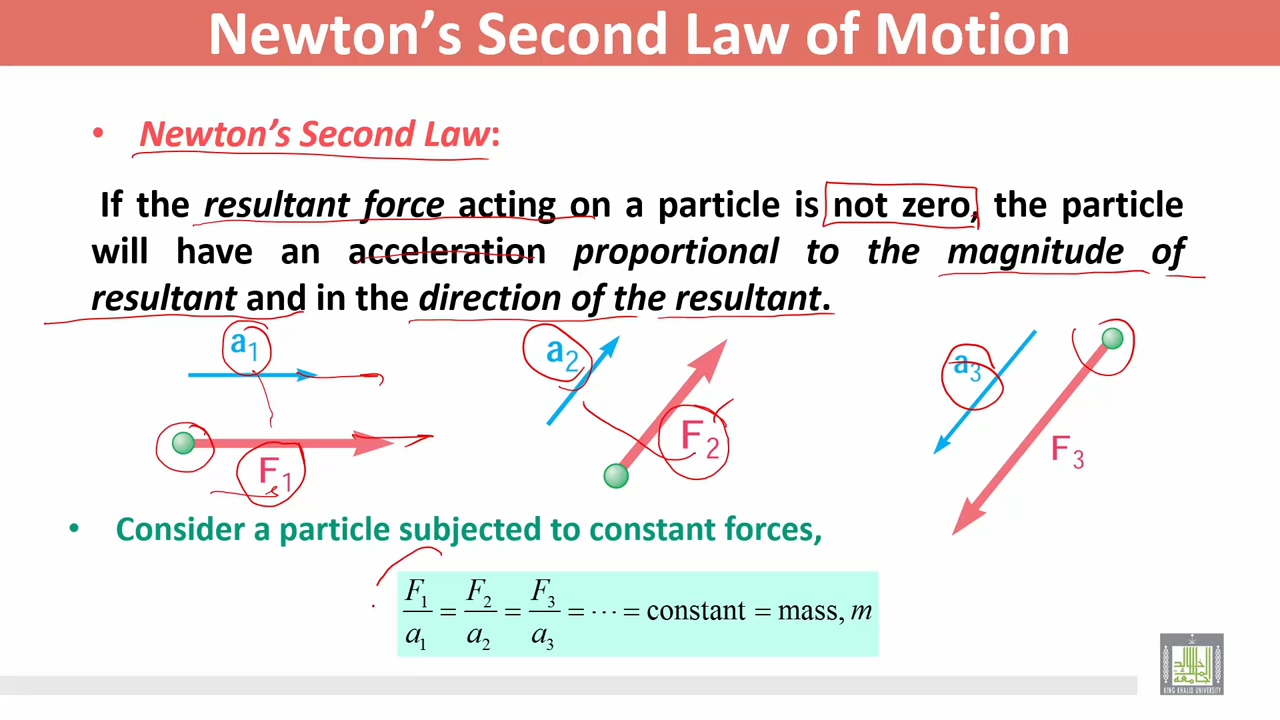 Newton's Second Law of Motion
• Newton's Second Law:
If the resultant force acting on a particle is not zero, the particle
will have an acceleration proportional to the magnitude of
resultant and in the direction of the resultant.
a1
F1
a2
F2
a3
F3
• Consider a particle subjected to constant forces,
F1/a1 = F2/a2 = F3/a3 = ⋯ = constant = mass, m
KING KHALID UNIVERSITY